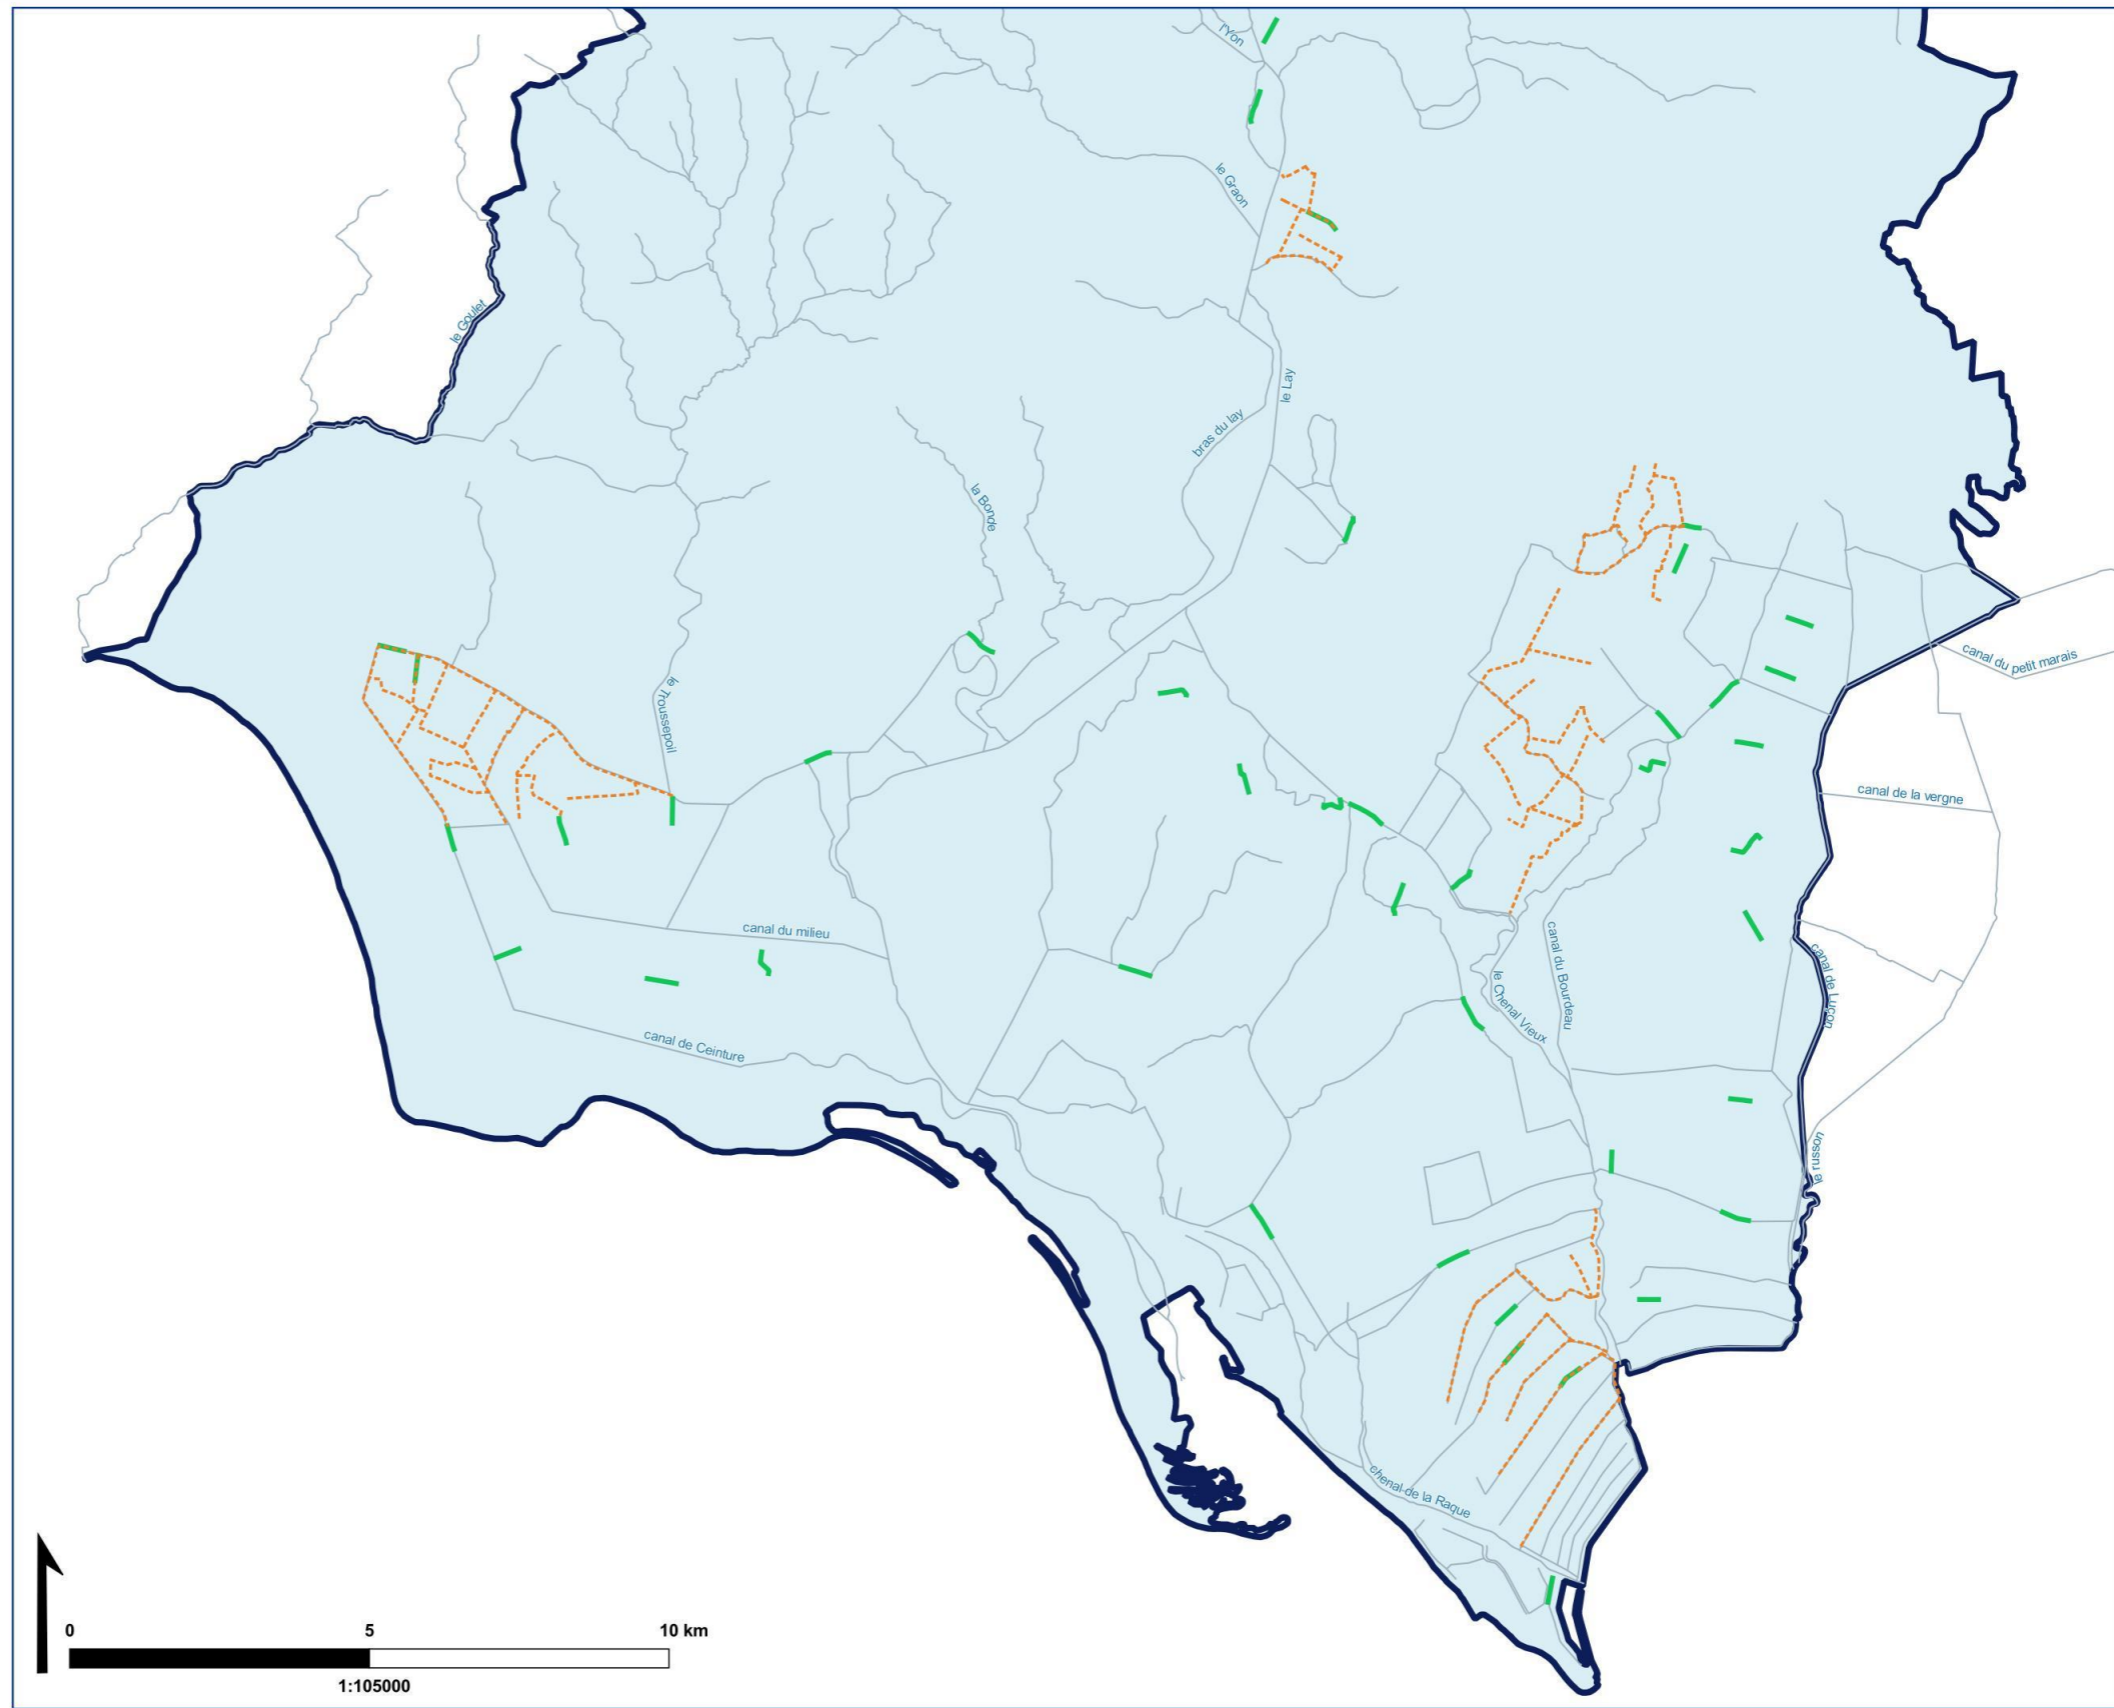 l'Yon
le Graon
le Goulet
le Lay
bras du lay
la Bonde
canal du petit marais
le Troussepoil
canal de la vergne
canal du milieu
canal du Bourdeau
canal de Luçon
le Chenal Vieux
canal de Ceinture
le russon
chenal de la Raque
0 5 10 km
1:105000